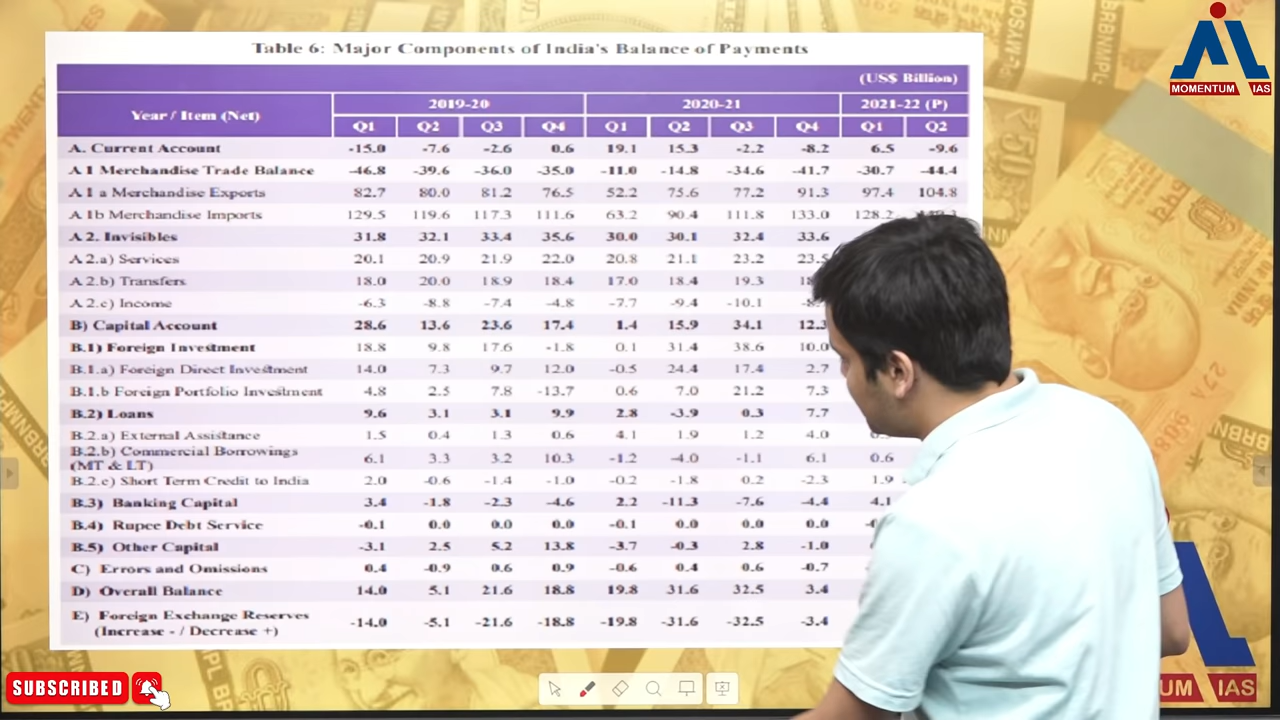 Table 6: Major Components of India's Balance of Payments
(US$ Billion)
Year / Item (Net) 2019-20 2020-21 2021-22 (P)
Q1 Q2 Q3 Q4 Q1 Q2 Q3 Q4 Q1 Q2
A. Current Account -15.0 -7.6 -2.6 0.6 19.1 15.3 -2.2 -8.2 6.5 -9.6
A 1 Merchandise Trade Balance -46.8 -39.6 -36.0 -35.0 -11.0 -14.8 -34.6 -41.7 -30.7 -44.4
A 1 a Merchandise Exports 82.7 80.0 81.2 76.5 52.2 75.6 77.2 91.3 97.4 104.8
A 1b Merchandise Imports 129.5 119.6 117.3 111.6 63.2 90.4 111.8 133.0 128.2
A 2. Invisibles 31.8 32.1 33.4 35.6 30.0 30.1 32.4 33.6
A 2.a) Services 20.1 20.9 21.9 22.0 20.8 21.1 23.2 23.5
A 2.b) Transfers 18.0 20.0 18.9 18.4 17.0 18.4 19.3
A 2.c) Income -6.3 -8.8 -7.4 -4.8 -7.7 -9.4 -10.1
B) Capital Account 28.6 13.6 23.6 17.4 1.4 15.9 34.1 12.3
B.1) Foreign Investment 18.8 9.8 17.6 -1.8 0.1 31.4 38.6 10.0
B.1.a) Foreign Direct Investment 14.0 7.3 9.7 12.0 -0.5 24.4 17.4 2.7
B.1.b Foreign Portfolio Investment 4.8 2.5 7.8 -13.7 0.6 7.0 21.2 7.3
B.2) Loans 9.6 3.1 3.1 9.9 2.8 -3.9 0.3 7.7
B.2.a) External Assistance 1.5 0.4 1.3 0.6 4.1 1.9 1.2 4.0
B.2.b) Commercial Borrowings
(MT & LT) 6.1 3.3 3.2 10.3 -1.2 -4.0 -1.1 6.1 0.6
B.2.c) Short Term Credit to India 2.0 -0.6 -1.4 -1.0 -0.2 -1.8 0.2 -2.3 1.9
B.3) Banking Capital 3.4 -1.8 -2.3 -4.6 2.2 -11.3 -7.6 -4.4 4.1
B.4) Rupee Debt Service -0.1 0.0 0.0 0.0 -0.1 0.0 0.0 0.0
B.5) Other Capital -3.1 2.5 5.2 13.8 -3.7 -0.3 2.8 -1.0
C) Errors and Omissions 0.4 -0.9 0.6 0.9 -0.6 0.4 0.6 -0.7
D) Overall Balance 14.0 5.1 21.6 18.8 19.8 31.6 32.5 3.4
E) Foreign Exchange Reserves
(Increase - / Decrease +) -14.0 -5.1 -21.6 -18.8 -19.8 -31.6 -32.5 -3.4
MOMENTUM IAS
SUBSCRIBED
UM IAS